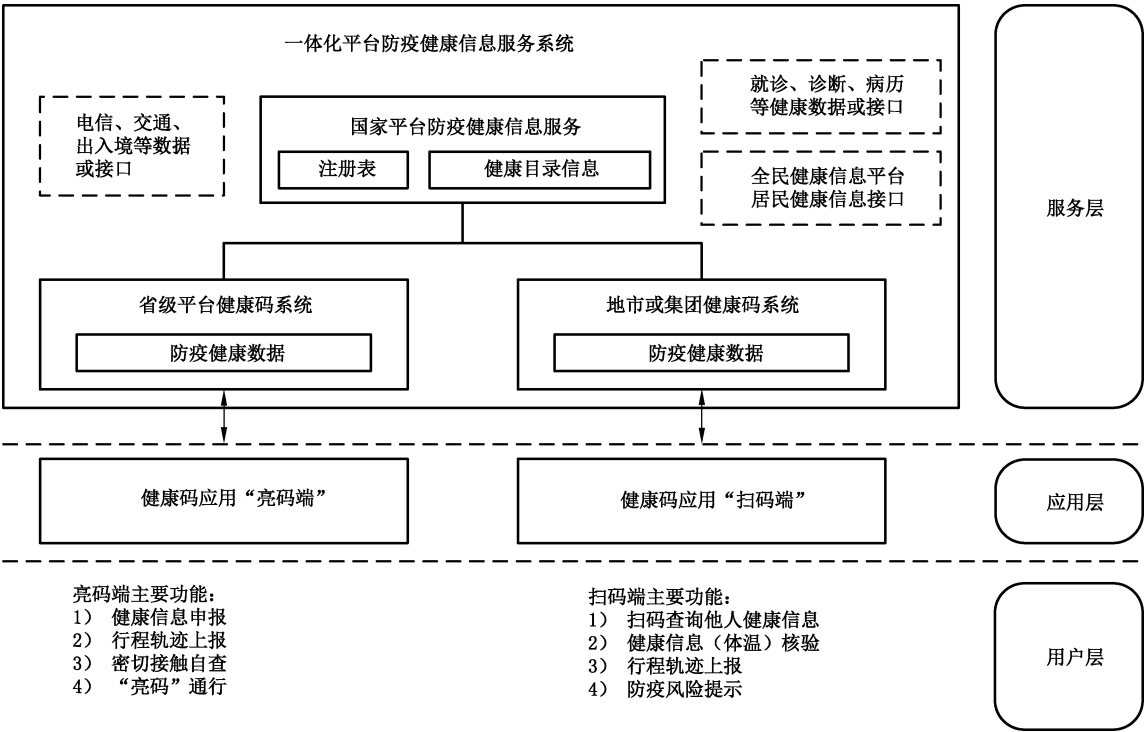 一体化平台防疫健康信息服务系统
电信、交通、
出入境等数据
或接口
国家平台防疫健康信息服务
注册表
健康目录信息
就诊、诊断、病历
等健康数据或接口
全民健康信息平台
居民健康信息接口
服务层
省级平台健康码系统
防疫健康数据
地市或集团健康码系统
防疫健康数据
健康码应用“亮码端”
健康码应用“扫码端”
应用层
亮码端主要功能：
1） 健康信息申报
2） 行程轨迹上报
3） 密切接触自查
4） “亮码”通行
扫码端主要功能：
1） 扫码查询他人健康信息
2） 健康信息（体温）核验
3） 行程轨迹上报
4） 防疫风险提示
用户层